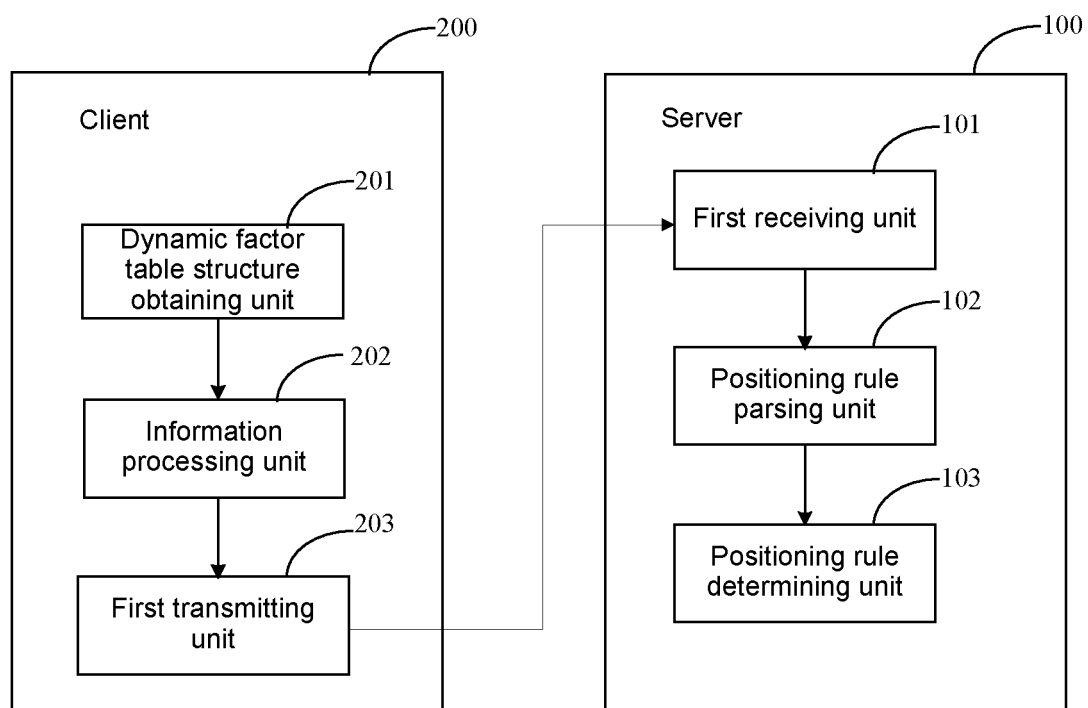 200
100
Client
Server
201
Dynamic factor
table structure
obtaining unit
202
Information
processing unit
203
First transmitting
unit
101
First receiving unit
102
Positioning rule
parsing unit
103
Positioning rule
determining unit